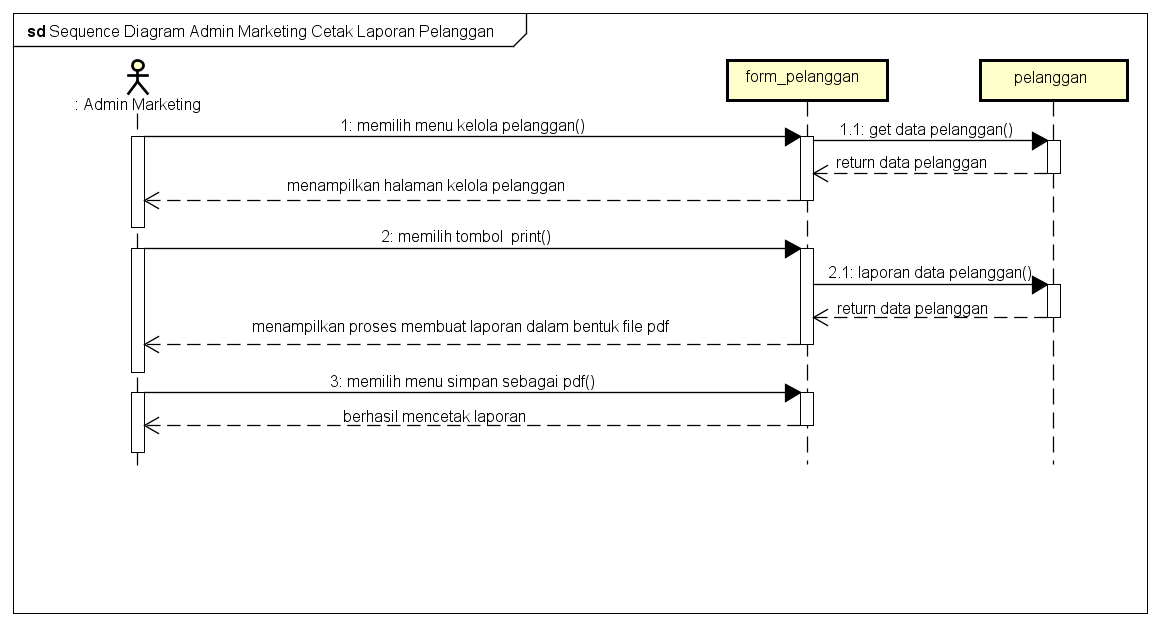 sd Sequence Diagram Admin Marketing Cetak Laporan Pelanggan
: Admin Marketing
form_pelanggan
pelanggan
1: memilih menu kelola pelanggan()
1.1: get data pelanggan()
return data pelanggan
menampilkan halaman kelola pelanggan
2: memilih tombol  print()
2.1: laporan data pelanggan()
return data pelanggan
menampilkan proses membuat laporan dalam bentuk file pdf
3: memilih menu simpan sebagai pdf()
berhasil mencetak laporan